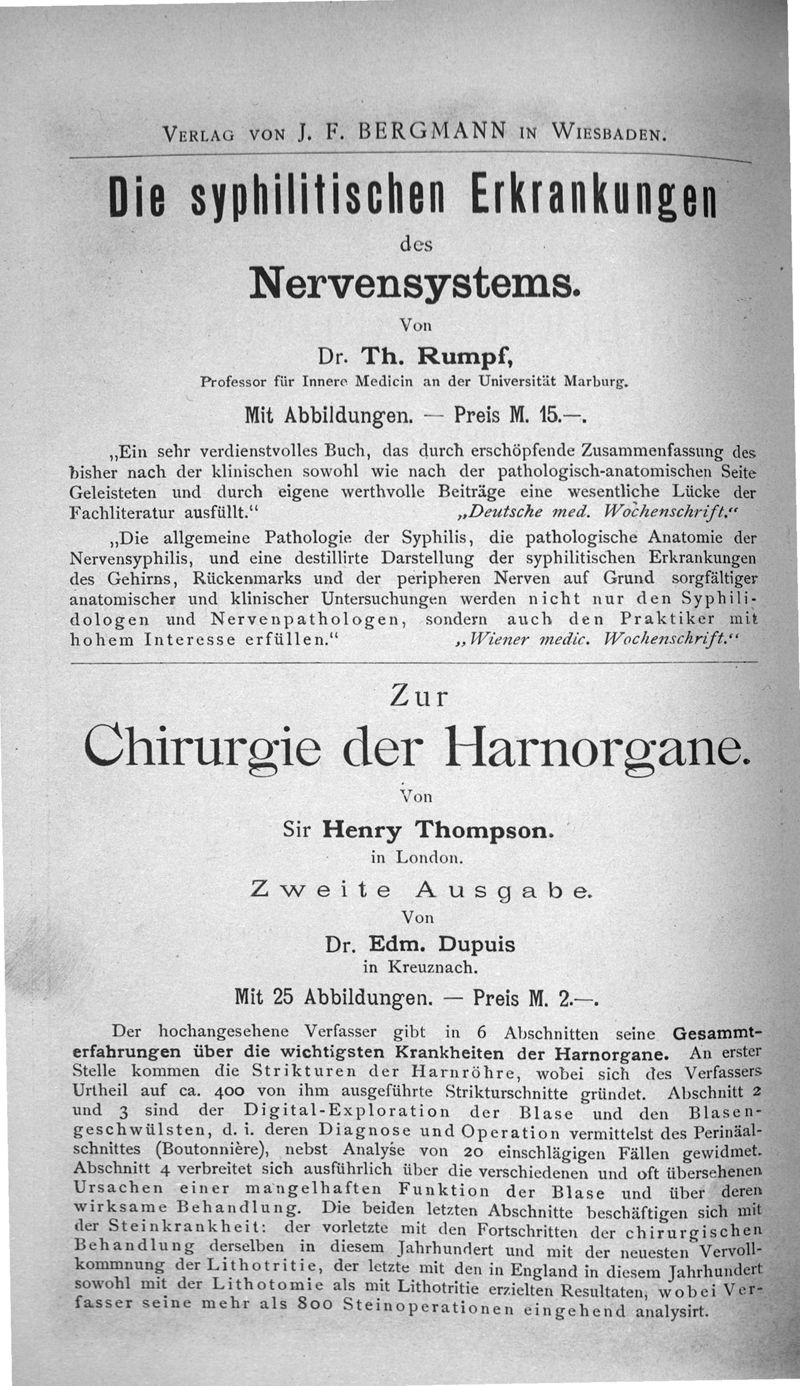 Verlag von J. F. BERGMANN in Wiesbaden.
Die syphilitischen Erkrankungen
des
Nervensystems.
Von
Dr. Th. Rumpf,
Professor für Innere Medicin an der Universität Marburg.
Mit Abbildungen. — Preis M. 15.—.
„Ein sehr verdienstvolles Buch, das durch erschöpfende Zusammenfassung des
bisher nach der klinischen sowohl wie nach der pathologisch-anatomischen Seite
Geleisteten und durch eigene werthvolle Beiträge eine wesentliche Lücke der
Fachliteratur ausfüllt.“ „Deutsche med. Wochenschrift.“
„Die allgemeine Pathologie der Syphilis, die pathologische Anatomie der
Nervensyphilis, und eine destillirte Darstellung der syphilitischen Erkrankungen
des Gehirns, Rückenmarks und der peripheren Nerven auf Grund sorgfältiger
anatomischer und klinischer Untersuchungen werden nicht nur den Syphili-
dologen und Nervenpathologen, sondern auch den Praktiker mit
hohem Interesse erfüllen.“ „Wiener medic. Wochenschrift.“
Zur
Chirurgie der Harnorgane.
Von
Sir Henry Thompson.
in London.
Zweite Ausgabe.
Von
Dr. Edm. Dupuis
in Kreuznach.
Mit 25 Abbildungen. — Preis M. 2.—.
Der hochangesehene Verfasser gibt in 6 Abschnitten seine Gesammt-
erfahrungen über die wichtigsten Krankheiten der Harnorgane. An erster
Stelle kommen die Strikturen der Harnröhre, wobei sich des Verfassers
Urtheil auf ca. 400 von ihm ausgeführte Strikturschnitte gründet. Abschnitt 2
und 3 sind der Digital-Exploration der Blase und den Blasen-
geschwülsten, d. i. deren Diagnose und Operation vermittelst des Perinäal-
schnittes (Boutonnière), nebst Analyse von 20 einschlägigen Fällen gewidmet.
Abschnitt 4 verbreitet sich ausführlich über die verschiedenen und oft übersehenen
Ursachen einer mangelhaften Funktion der Blase und über deren
wirksame Behandlung. Die beiden letzten Abschnitte beschäftigen sich mit
der Steinkrankheit: der vorletzte mit den Fortschritten der chirurgischen
Behandlung derselben in diesem Jahrhundert und mit der neuesten Vervoll-
kommnung der Lithotritie, der letzte mit den in England in diesem Jahrhundert
sowohl mit der Lithotomie als mit Lithotritie erzielten Resultaten, wobei Ver-
fasser seine mehr als 800 Steinoperationen eingehend analysirt.